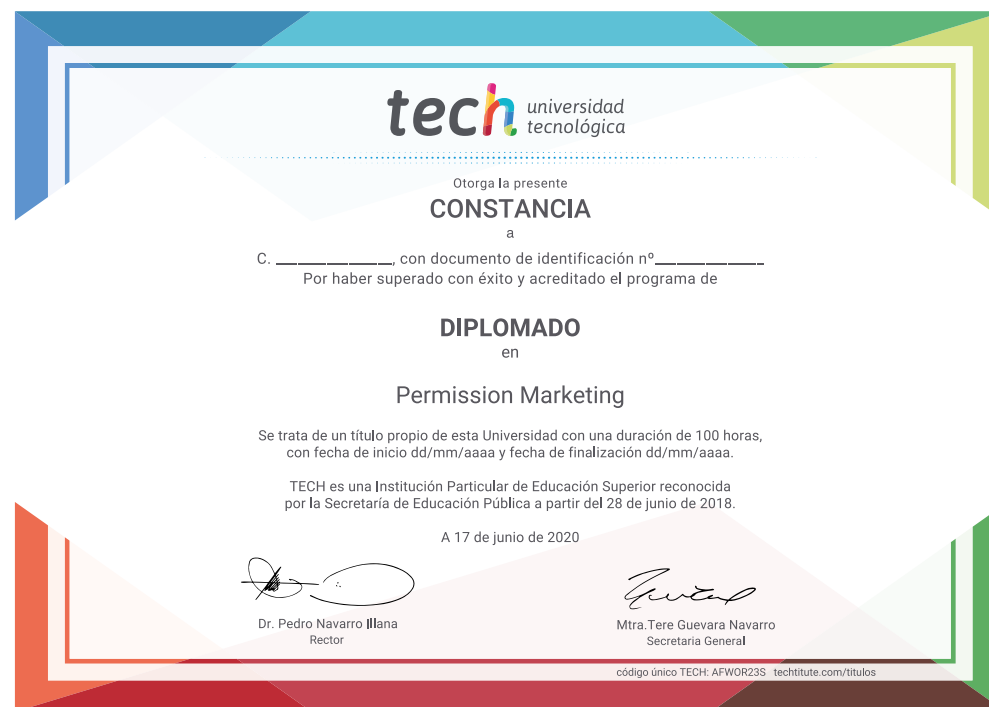 tech universidad
tecnológica
Otorga la presente
CONSTANCIA
a
C. ______________, con documento de identificación nº_____________
Por haber superado con éxito y acreditado el programa de
DIPLOMADO
en
Permission Marketing
Se trata de un título propio de esta Universidad con una duración de 100 horas,
con fecha de inicio dd/mm/aaaa y fecha de finalización dd/mm/aaaa.
TECH es una Institución Particular de Educación Superior reconocida
por la Secretaría de Educación Pública a partir del 28 de junio de 2018.
A 17 de junio de 2020
Dr. Pedro Navarro Illana
Rector
Mtra.Tere Guevara Navarro
Secretaria General
código único TECH: AFWOR23S techtitute.com/titulos